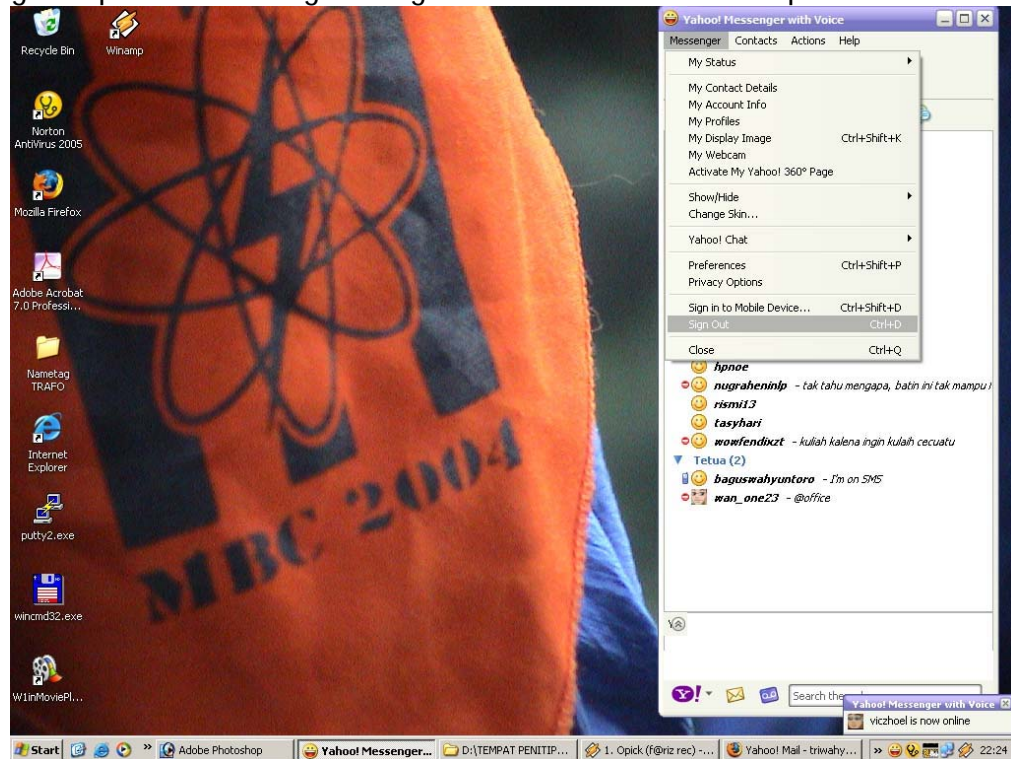 Recycle Bin
Winamp
Norton
AntiVirus 2005
Mozilla Firefox
Adobe Acrobat
7.0 Professi...
Nametag
TRAFO
Internet
Explorer
putty2.exe
wincmd32.exe
W1inMoviePl...
MBC 2004
Yahoo! Messenger with Voice
Messenger Contacts Actions Help
My Status
My Contact Details
My Account Info
My Profiles
My Display Image Ctrl+Shift+K
My Webcam
Activate My Yahoo! 360° Page
Show/Hide
Change Skin...
Yahoo! Chat
Preferences Ctrl+Shift+P
Privacy Options
Sign in to Mobile Device... Ctrl+Shift+D
Sign Out Ctrl+D
Close Ctrl+Q
hpnoe
nugraheninlp - tak tahu mengapa, batin ini tak mampu
rismi13
tasyhari
wowfendixzt - kuliah kalena ingin kulaih cecuatu
Tetua (2)
baguswahyuntoro - I'm on SMS
wan_one23 - @office
Y!
Search the
Yahoo! Messenger with Voice
viczhoel is now online
Start » Adobe Photoshop Yahoo! Messenger... D:\TEMPAT PENITIP... 1. Opick (f@riz rec) -... Yahoo! Mail - triwahy... » 22:24